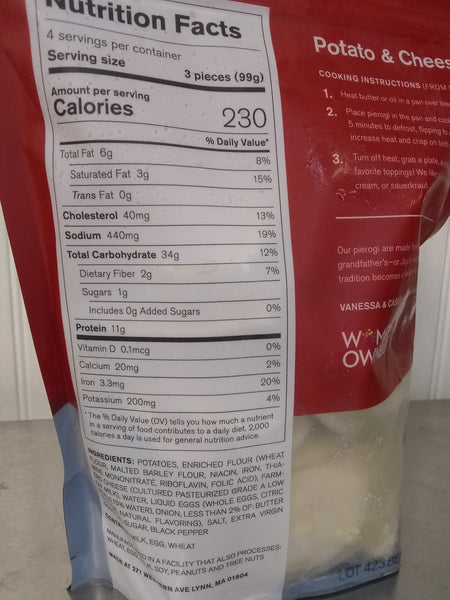 Nutrition Facts
4 servings per container
Serving size
3 pieces (99g)
Amount per serving
Calories 230
% Daily Value*
Total Fat 6g 8%
Saturated Fat 3g 15%
Trans Fat 0g
Cholesterol 40mg 13%
Sodium 440mg 19%
Total Carbohydrate 34g 12%
Dietary Fiber 2g 7%
Sugars 1g
Includes 0g Added Sugars 0%
Protein 11g
Vitamin D 0.1mcg 0%
Calcium 20mg 2%
Iron 3.3mg 20%
Potassium 200mg 4%
* The % Daily Value (DV) tells you how much a nutrient
in a serving of food contributes to a daily diet. 2,000
calories a day is used for general nutrition advice.
INGREDIENTS: POTATOES, ENRICHED FLOUR (WHEAT
FLOUR, MALTED BARLEY FLOUR, NIACIN, IRON, THIA-
MONONITRATE, RIBOFLAVIN, FOLIC ACID), FARM-
CHEESE (CULTURED PASTEURIZED GRADE A LOW
MILK), WATER, LIQUID EGGS (WHOLE EGGS, CITRIC
WATER), ONION, LESS THAN 2% OF: BUTTER
NATURAL FLAVORING), SALT, EXTRA VIRGIN
SUGAR, BLACK PEPPER
MILK, EGG, WHEAT
IN A FACILITY THAT ALSO PROCESSES:
SOY, PEANUTS AND TREE NUTS
MADE AT 271 WESTERN AVE LYNN, MA 01904
Potato & Chees
COOKING INSTRUCTIONS (FROM
1. Heat butter or oil in a pan over low
2. Place pierogi in the pan and cook
5 minutes to defrost, flipping to
increase heat and crisp on both
3. Turn off heat, grab a plate,
favorite toppings! We like
cream, or sauerkraut
Our pierogi are made
grandfather's—or
tradition becomes a
VANESSA &
OWNED
LOT 423